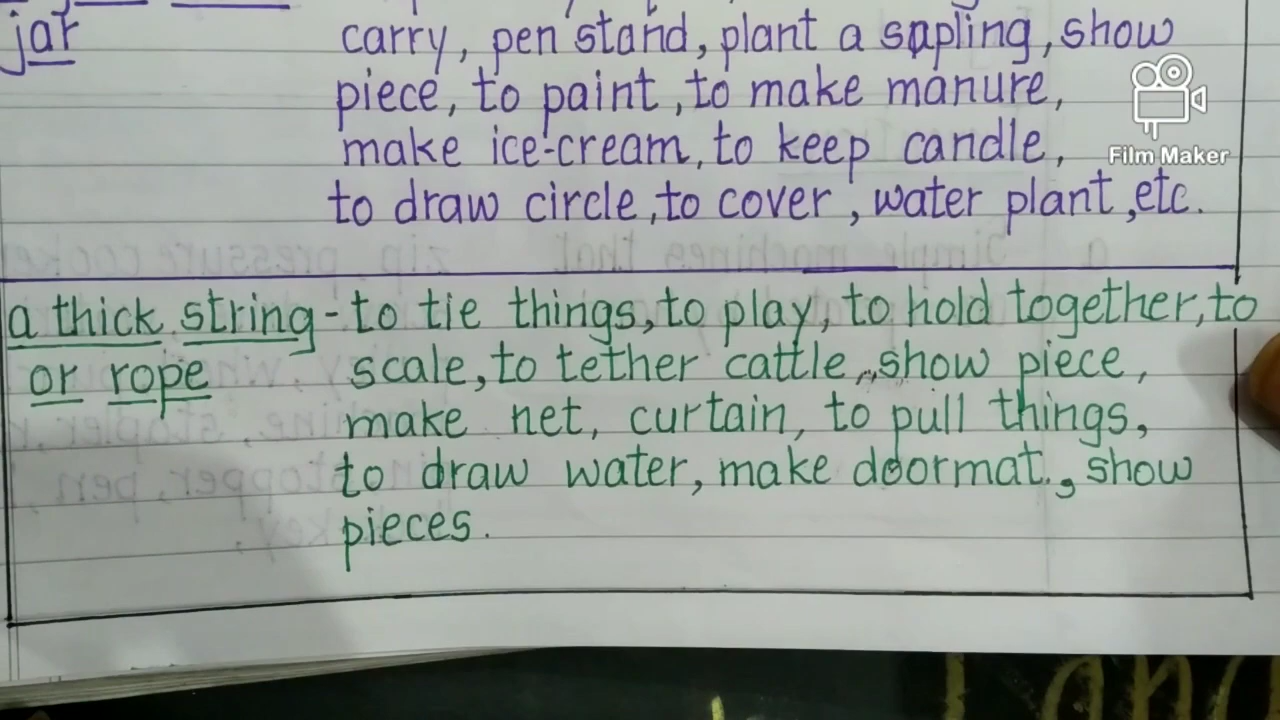 jar carry, pen stand, plant a sapling, show
piece, to paint, to make manure,
make ice-cream, to keep candle,
to draw circle, to cover, water plant, etc.
Film Maker
a thick string - to tie things, to play, to hold together, to
or rope scale, to tether cattle, show piece,
make net, curtain, to pull things,
to draw water, make doormat., show
pieces.